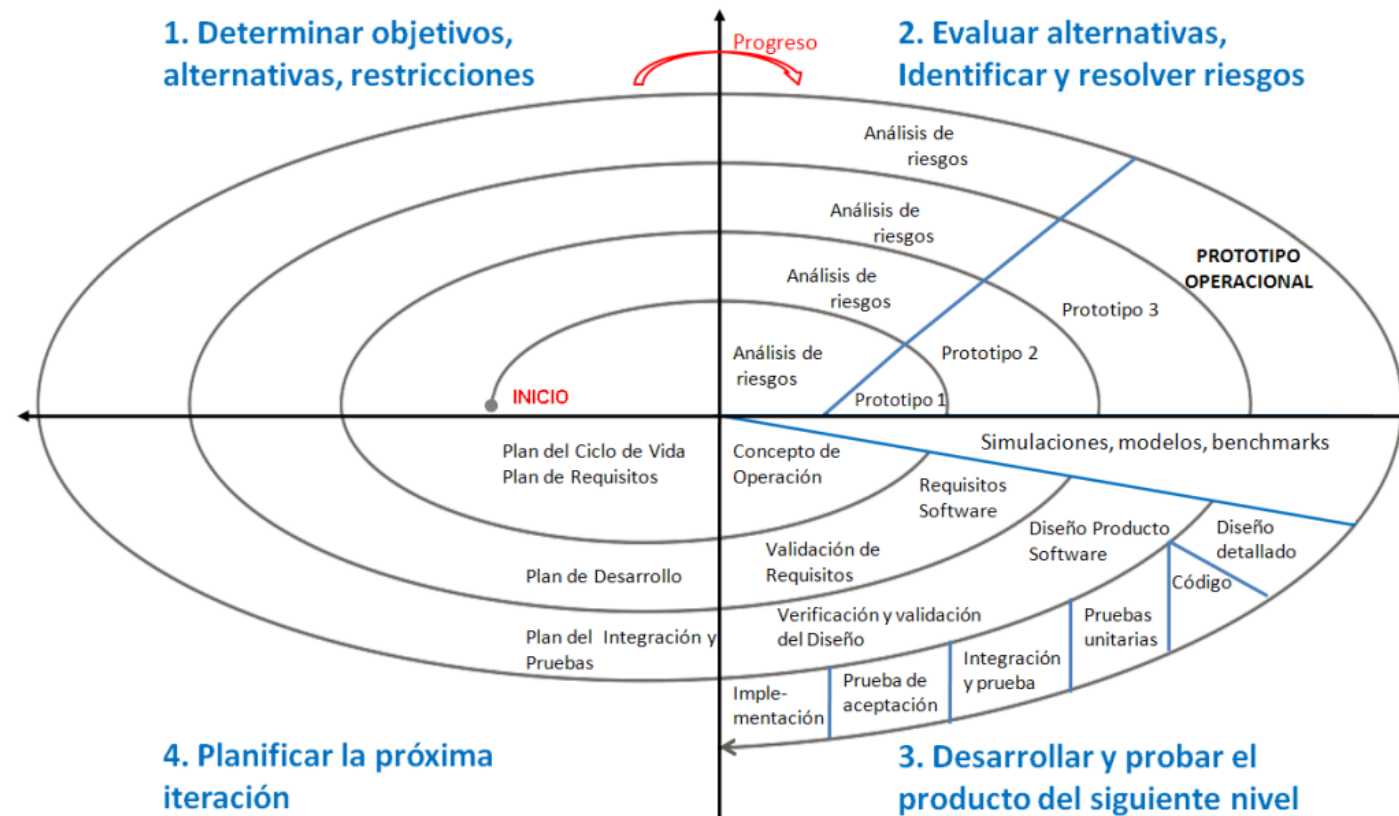 1. Determinar objetivos,
alternativas, restricciones
Progreso
2. Evaluar alternativas,
Identificar y resolver riesgos
Análisis de
riesgos
Análisis de
riesgos
Análisis de
riesgos
Análisis de
riesgos
PROTOTIPO
OPERACIONAL
Prototipo 3
Prototipo 2
Prototipo 1
INICIO
Plan del Ciclo de Vida
Plan de Requisitos
Concepto de
Operación
Simulaciones, modelos, benchmarks
Requisitos
Software
Diseño Producto
Software
Diseño
detallado
Código
Validación de
Requisitos
Plan de Desarrollo
Verificación y validación
del Diseño
Pruebas
unitarias
Plan del Integración y
Pruebas
Integración
y prueba
Prueba de
aceptación
Imple-
mentación
4. Planificar la próxima
iteración
3. Desarrollar y probar el
producto del siguiente nivel